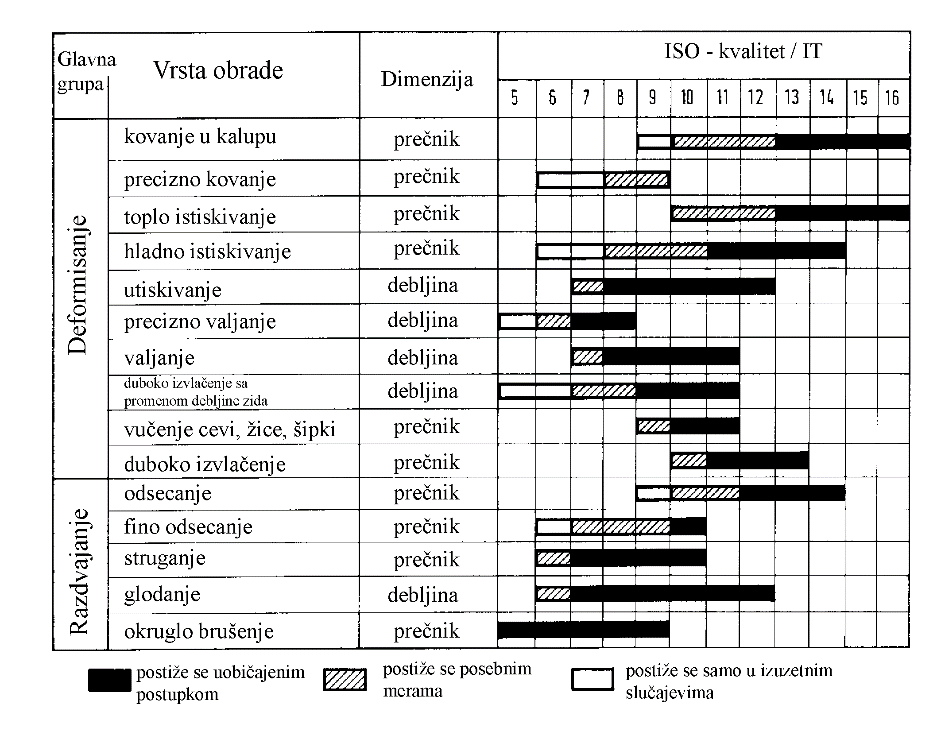 Glavna
grupa
Vrsta obrade
Dimenzija
ISO - kvalitet / IT
5 6 7 8 9 10 11 12 13 14 15 16
Deformisanje
kovanje u kalupu prečnik
precizno kovanje prečnik
toplo istiskivanje prečnik
hladno istiskivanje prečnik
utiskivanje debljina
precizno valjanje debljina
valjanje debljina
duboko izvlačenje sa
promenom debljine zida debljina
vučenje cevi, žice, šipki prečnik
duboko izvlačenje prečnik
Razdvajanje
odsecanje prečnik
fino odsecanje prečnik
struganje prečnik
glodanje debljina
okruglo brušenje prečnik
postiže se uobičajenim
postupkom
postiže se posebnim
merama
postiže se samo u izuzetnim
slučajevima